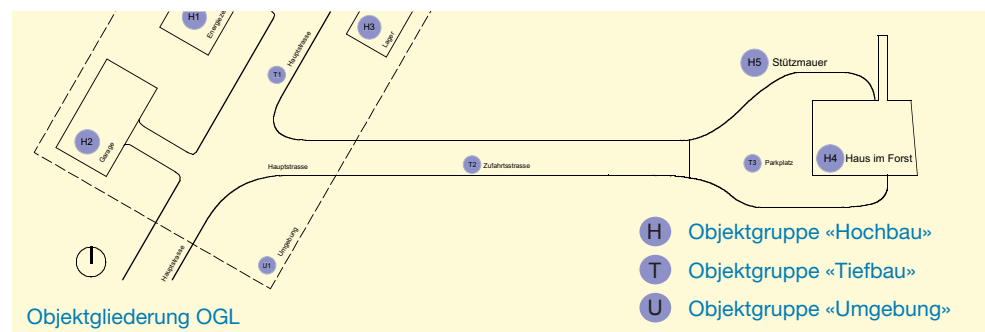 H1
Energieze
H3
Lager
Hauptstrasse
T1
H5 Stützmauer
H2
Garage
Hauptstrasse
T2 Zufahrtsstrasse
T3 Parkplatz
H4 Haus im Forst
Hauptstrasse
U1
Umgebung
H Objektgruppe «Hochbau»
T Objektgruppe «Tiefbau»
U Objektgruppe «Umgebung»
Objektgliederung OGL